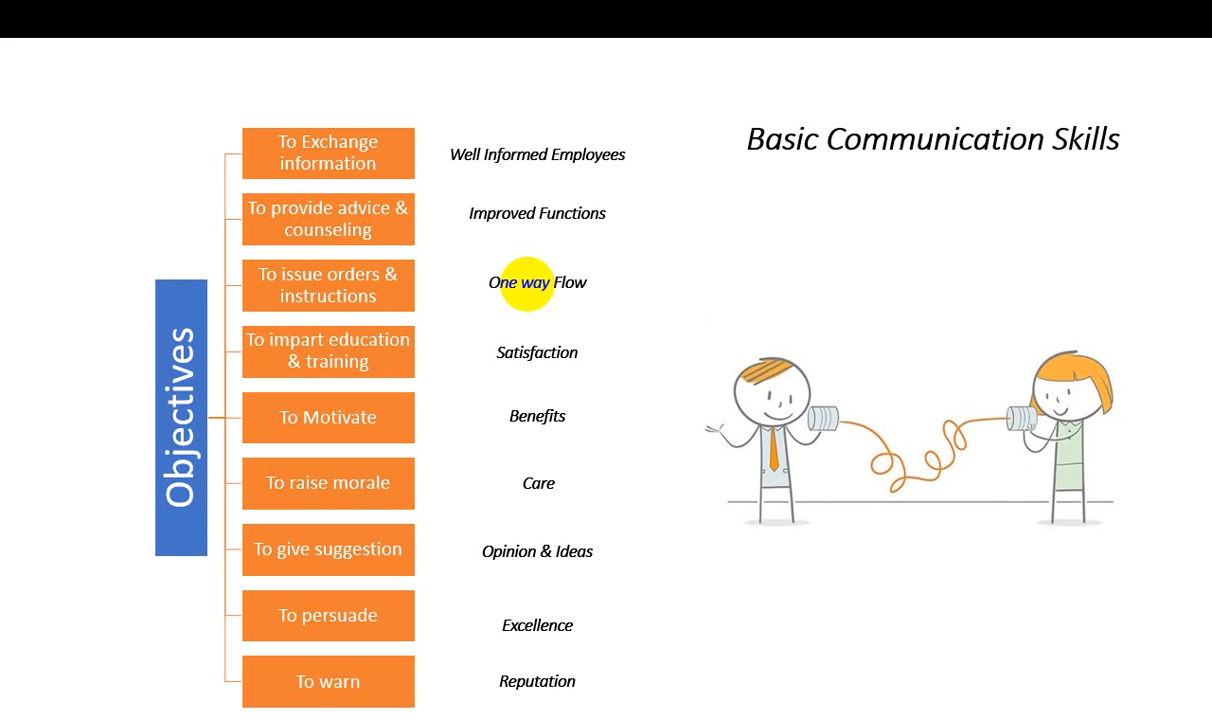 Basic Communication Skills
Objectives
To Exchange
information
Well Informed Employees
To provide advice &
counseling
Improved Functions
To issue orders &
instructions
One way Flow
To impart education
& training
Satisfaction
To Motivate
Benefits
To raise morale
Care
To give suggestion
Opinion & Ideas
To persuade
Excellence
To warn
Reputation